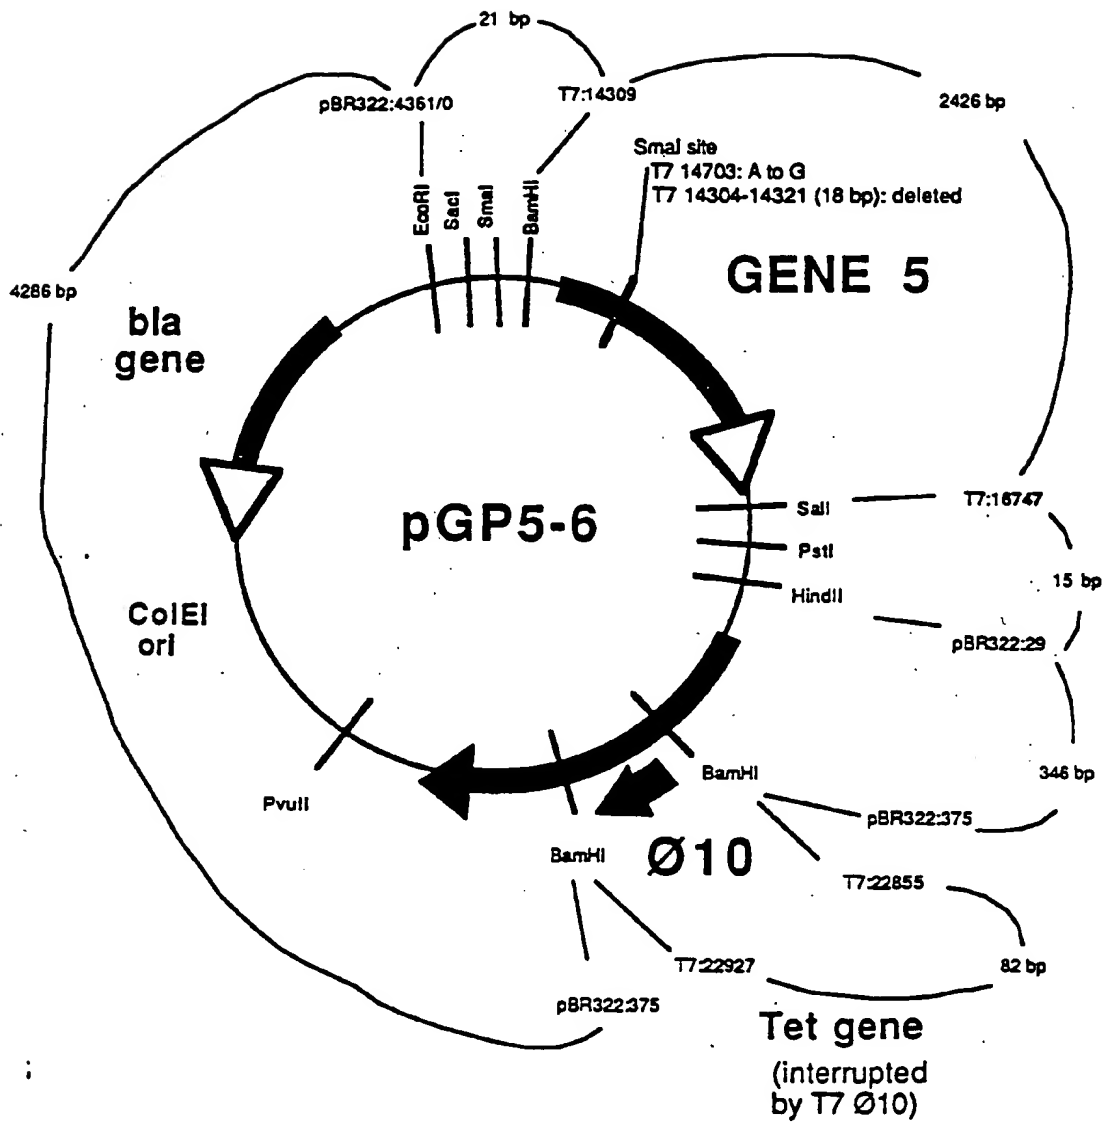 21 bp
pBR322:4361/0
T7:14309
2426 bp
SmaI site
T7 14703: A to G
T7 14304-14321 (18 bp): deleted
EcoRI
SacI
SmaI
BamHI
GENE 5
4286 bp
bla
gene
pGP5-6
SalI
T7:16747
PstI
15 bp
HindII
pBR322:29
ColEI
ori
BamHI
346 bp
PvuII
pBR322:375
BamHI
Ø10
T7:22855
T7:22927
82 bp
pBR322:375
Tet gene
(interrupted
by T7 Ø10)